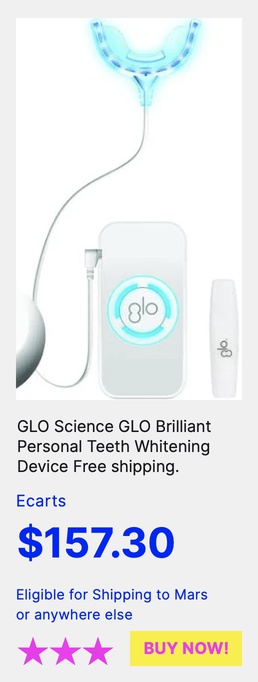 glo
glo
GLO Science GLO Brilliant
Personal Teeth Whitening
Device Free shipping.
Ecarts
$157.30
Eligible for Shipping to Mars
or anywhere else
BUY NOW!